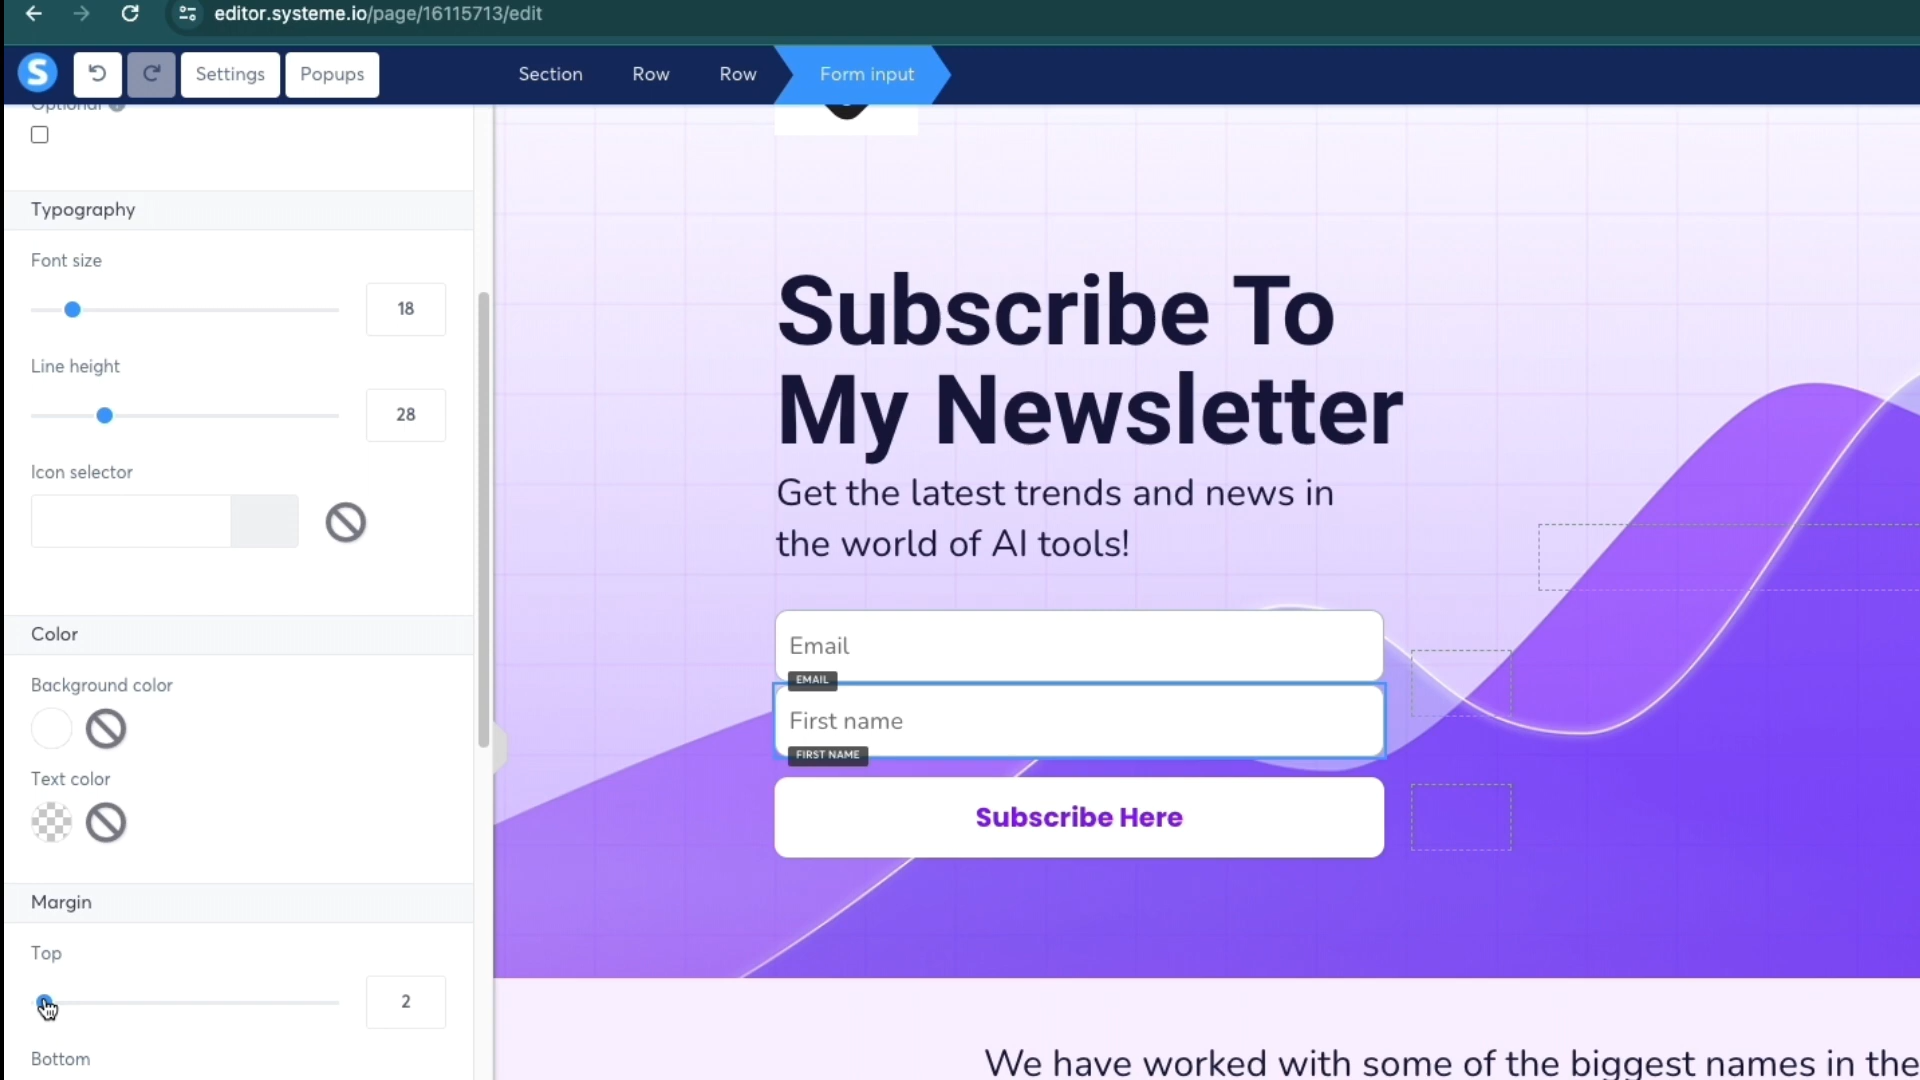 editor.systeme.io/page/16115713/edit
S
Settings
Popups
Section
Row
Row
Form input
Optional
Typography
Font size
18
Line height
28
Icon selector
Color
Background color
Text color
Margin
Top
2
Bottom
Subscribe To
My Newsletter
Get the latest trends and news in
the world of AI tools!
Email
EMAIL
First name
FIRST NAME
Subscribe Here
We have worked with some of the biggest names in the